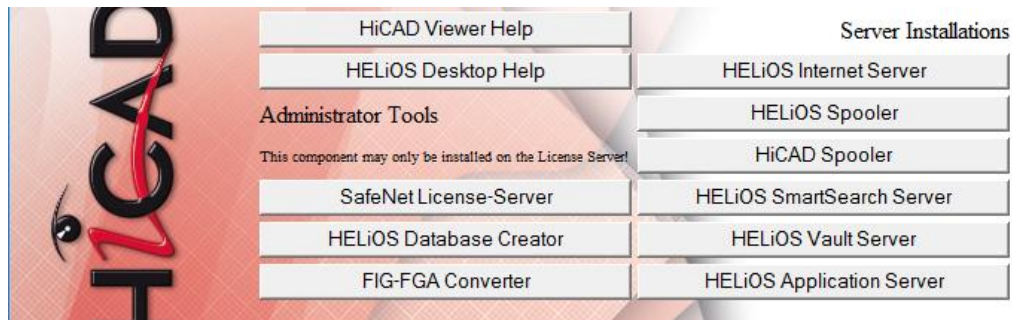 HiCAD
HiCAD Viewer Help
HELiOS Desktop Help
Administrator Tools
This component may only be installed on the License Server!
SafeNet License-Server
HELiOS Database Creator
FIG-FGA Converter
Server Installations
HELiOS Internet Server
HELiOS Spooler
HiCAD Spooler
HELiOS SmartSearch Server
HELiOS Vault Server
HELiOS Application Server